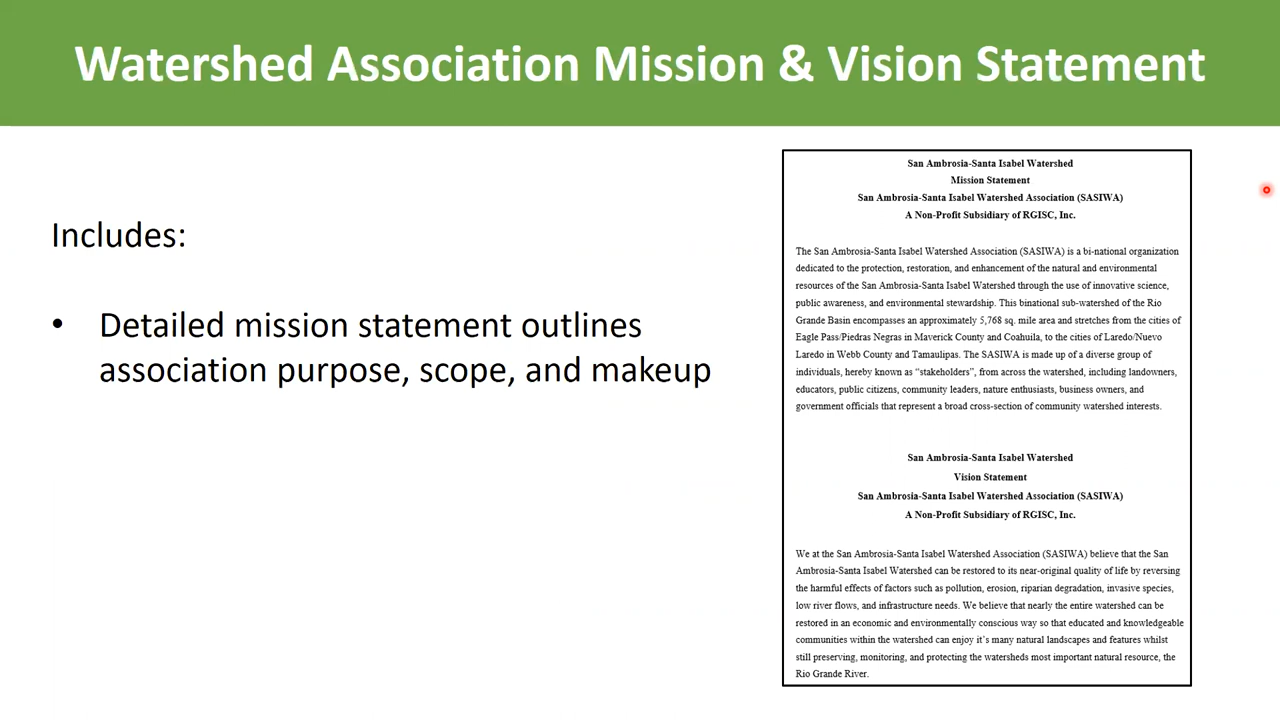 Watershed Association Mission & Vision Statement
Includes:
• Detailed mission statement outlines
association purpose, scope, and makeup
San Ambrosia-Santa Isabel Watershed
Mission Statement
San Ambrosia-Santa Isabel Watershed Association (SASIWA)
A Non-Profit Subsidiary of RGISC, Inc.
The San Ambrosia-Santa Isabel Watershed Association (SASIWA) is a bi-national organization
dedicated to the protection, restoration, and enhancement of the natural and environmental
resources of the San Ambrosia-Santa Isabel Watershed through the use of innovative science,
public awareness, and environmental stewardship. This binational sub-watershed of the Rio
Grande Basin encompasses an approximately 5,768 sq. mile area and stretches from the cities of
Eagle Pass/Piedras Negras in Maverick County and Coahuila, to the cities of Laredo/Nuevo
Laredo in Webb County and Tamaulipas. The SASIWA is made up of a diverse group of
individuals, hereby known as “stakeholders”, from across the watershed, including landowners,
educators, public citizens, community leaders, nature enthusiasts, business owners, and
government officials that represent a broad cross-section of community watershed interests.
San Ambrosia-Santa Isabel Watershed
Vision Statement
San Ambrosia-Santa Isabel Watershed Association (SASIWA)
A Non-Profit Subsidiary of RGISC, Inc.
We at the San Ambrosia-Santa Isabel Watershed Association (SASIWA) believe that the San
Ambrosia-Santa Isabel Watershed can be restored to its near-original quality of life by reversing
the harmful effects of factors such as pollution, erosion, riparian degradation, invasive species,
low river flows, and infrastructure needs. We believe that nearly the entire watershed can be
restored in an economic and environmentally conscious way so that educated and knowledgeable
communities within the watershed can enjoy it’s many natural landscapes and features whilst
still preserving, monitoring, and protecting the watersheds most important natural resource, the
Rio Grande River.